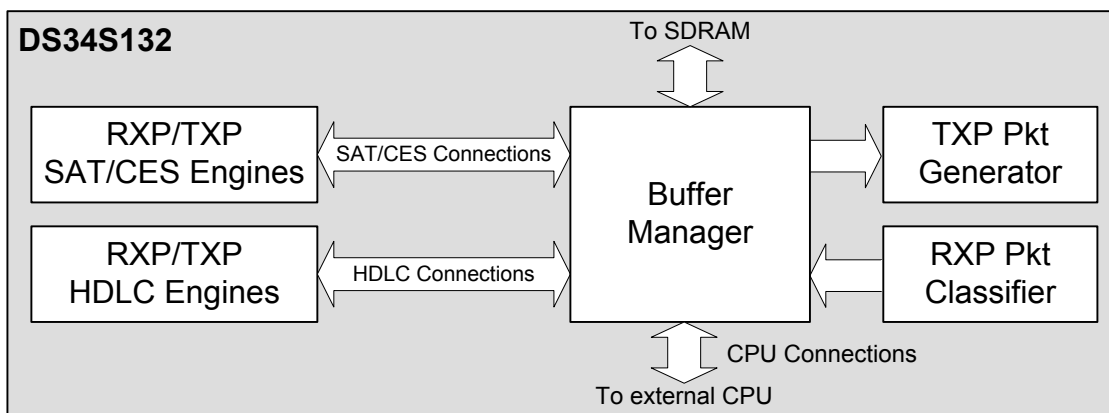 DS34S132
To SDRAM
RXP/TXP
SAT/CES Engines
SAT/CES Connections
Buffer
Manager
TXP Pkt
Generator
RXP/TXP
HDLC Engines
HDLC Connections
RXP Pkt
Classifier
CPU Connections
To external CPU